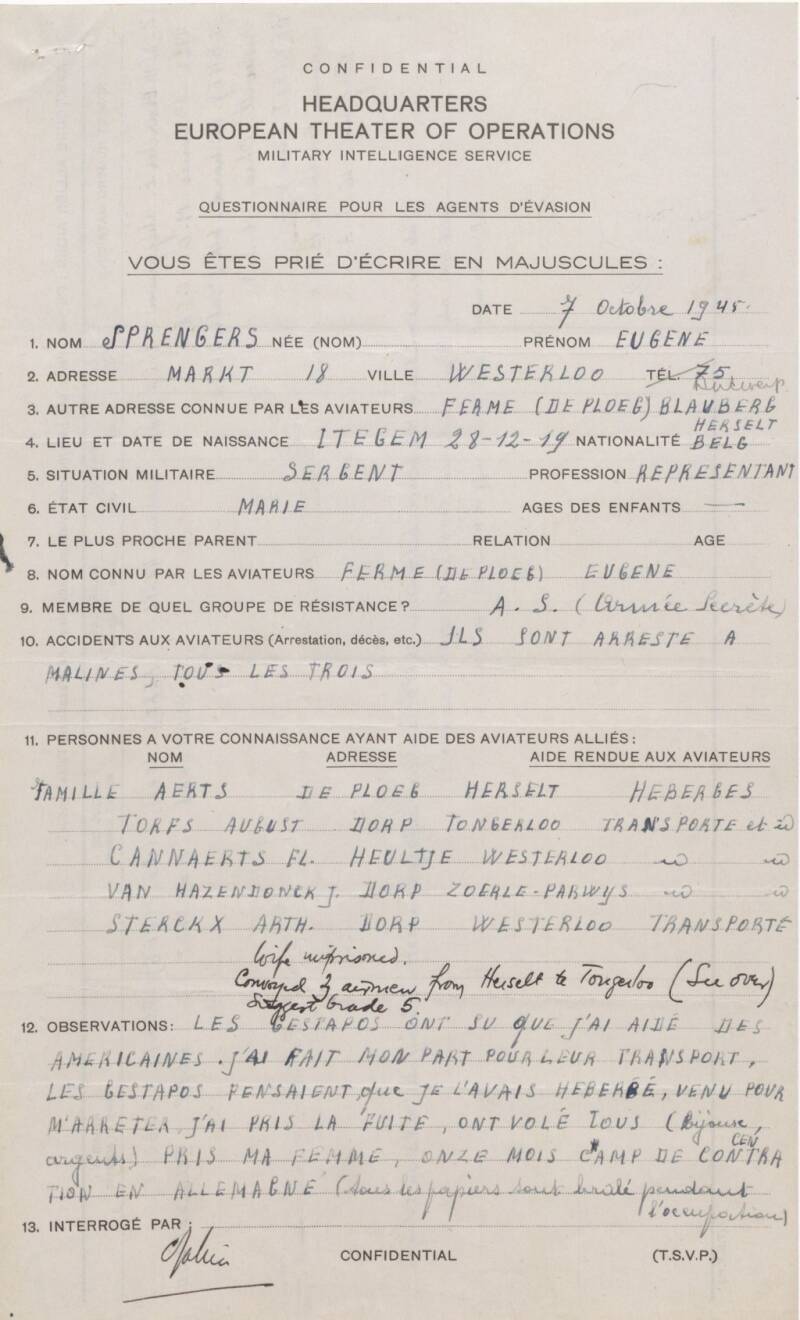 CONFIDENTIAL
HEADQUARTERS
EUROPEAN THEATER OF OPERATIONS
MILITARY INTELLIGENCE SERVICE
QUESTIONNAIRE POUR LES AGENTS D'ÉVASION
VOUS ÊTES PRIÉ D'ÉCRIRE EN MAJUSCULES :
DATE 7 Octobre 1945.
1. NOM SPRENGERS NÉE (NOM) PRÉNOM EUGENE
2. ADRESSE MARKT 18 VILLE WESTERLOO TÉL. 75
Antwerp
3. AUTRE ADRESSE CONNUE PAR LES AVIATEURS FERME (DE PLOEG) BLAUBERG
HERSELT
4. LIEU ET DATE DE NAISSANCE ITEGEM 28-12-19 NATIONALITÉ BELG
5. SITUATION MILITAIRE SERGENT PROFESSION REPRESENTANT
6. ÉTAT CIVIL MARIE AGES DES ENFANTS —
7. LE PLUS PROCHE PARENT RELATION AGE
8. NOM CONNU PAR LES AVIATEURS FERME (DE PLOEG) EUGENE
9. MEMBRE DE QUEL GROUPE DE RÉSISTANCE? A. S. (Armée Secrète)
10. ACCIDENTS AUX AVIATEURS (Arrestation, décès, etc.) ILS SONT ARRESTE A
MALINES, TOUS LES TROIS
11. PERSONNES A VOTRE CONNAISSANCE AYANT AIDE DES AVIATEURS ALLIÉS :
NOM ADRESSE AIDE RENDUE AUX AVIATEURS
FAMILLE AERTS DE PLOEG HERSELT HEBERGES
TORFS AUGUST DORP TONGERLOO TRANSPORTE et id
CANNAERTS FL. HEULTJE WESTERLOO id id
VAN HAZENDONCK J. DORP ZOERLE-PARWYS id id
STERCKX ARTH. DORP WESTERLOO TRANSPORTÉ
Wife imprisoned.
Convoyed 3 airmen from Herselt to Tongerloo (See over)
Suggest Grade 5.
12. OBSERVATIONS: LES GESTAPOS ONT SU QUE J'AI AIDÉ DES
AMERICAINES. J'AI FAIT MON PART POUR LEUR TRANSPORT,
LES GESTAPOS PENSAIENT que JE L'AVAIS HEBERGÉ, VENU POUR
M'ARRETER J'AI PRIS LA FUITE, ONT VOLÉ TOUS (Bijoux,
argents) PRIS MA FEMME, ONZE MOIS CAMP DE CONCENTRA
TION EN ALLEMAGNE (tous les papiers sont brulé pendant
l'occupation)
13. INTERROGÉ PAR :
CONFIDENTIAL (T.S.V.P.)